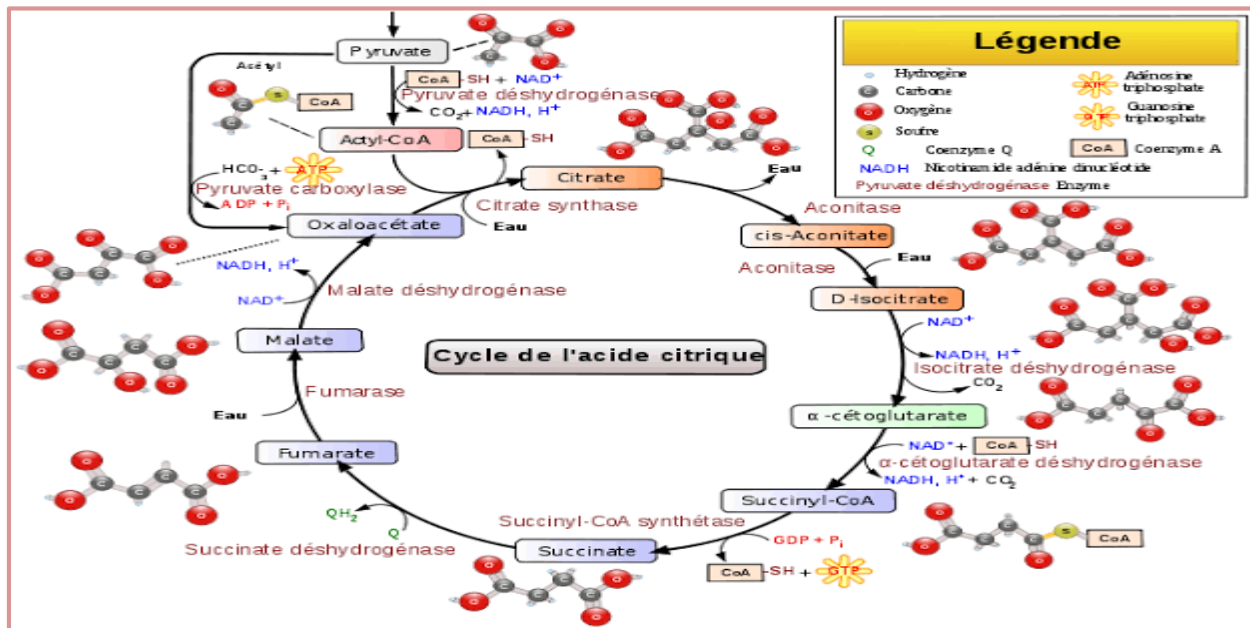 Pyruvate
Acétyl
CoA -SH + NAD⁺
Pyruvate déshydrogénase
CO₂+ NADH, H⁺
S CoA
Actyl-CoA
CoA -SH
HCO₃⁻ + ATP
Pyruvate carboxylase
ADP + Pi
Citrate
Citrate synthase
Eau
Eau
Oxaloacétate
Aconitase
cis-Aconitate
Aconitase
Eau
D-Isocitrate
NAD⁺
NADH, H⁺
Isocitrate déshydrogénase
CO₂
α-cétoglutarate
NAD⁺+ CoA -SH
α-cétoglutarate déshydrogénase
NADH, H⁺ + CO₂
Succinyl-CoA
S CoA
Succinyl-CoA synthétase
GDP + Pi
CoA -SH + GTP
Succinate
QH₂
Q
Succinate déshydrogénase
Fumarate
Eau
Fumarase
Malate
NADH, H⁺
NAD⁺
Malate déshydrogénase
Cycle de l'acide citrique
Légende
Hydrogène
C Carbone
O Oxygène
S Soufre
Q Coenzyme Q
NADH Nicotinamide adénine dinucléotide
Pyruvate déshydrogénase Enzyme
ATP Adénosine
triphosphate
GTP Guanosine
triphosphate
CoA Coenzyme A